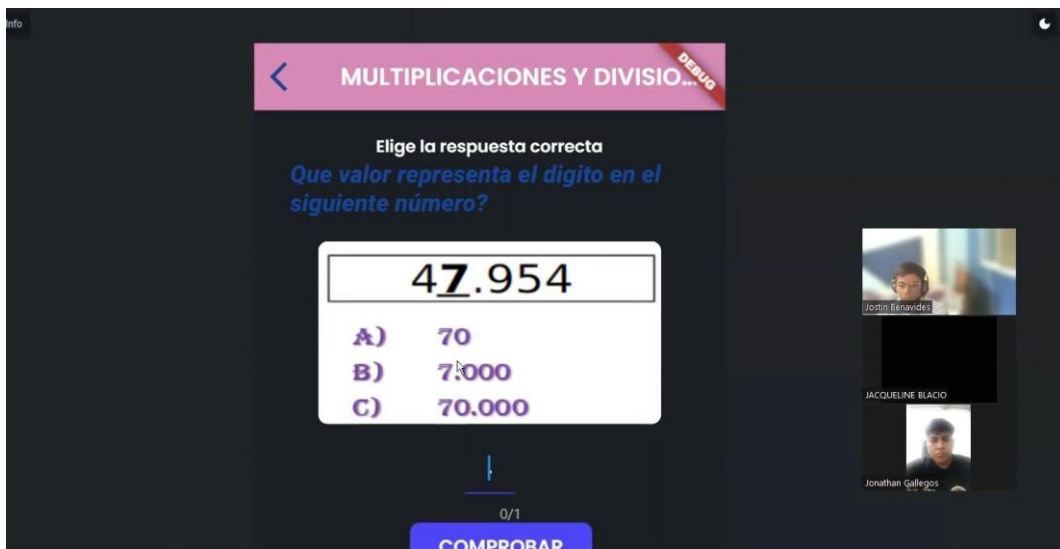 Info
MULTIPLICACIONES Y DIVISIO...
DEBUG
Elige la respuesta correcta
Que valor representa el digito en el
siguiente número?
47.954
A) 70
B) 7.000
C) 70.000
0/1
COMPROBAR
Jostin Benavides
JACQUELINE BLACIO
Jonathan Gallegos